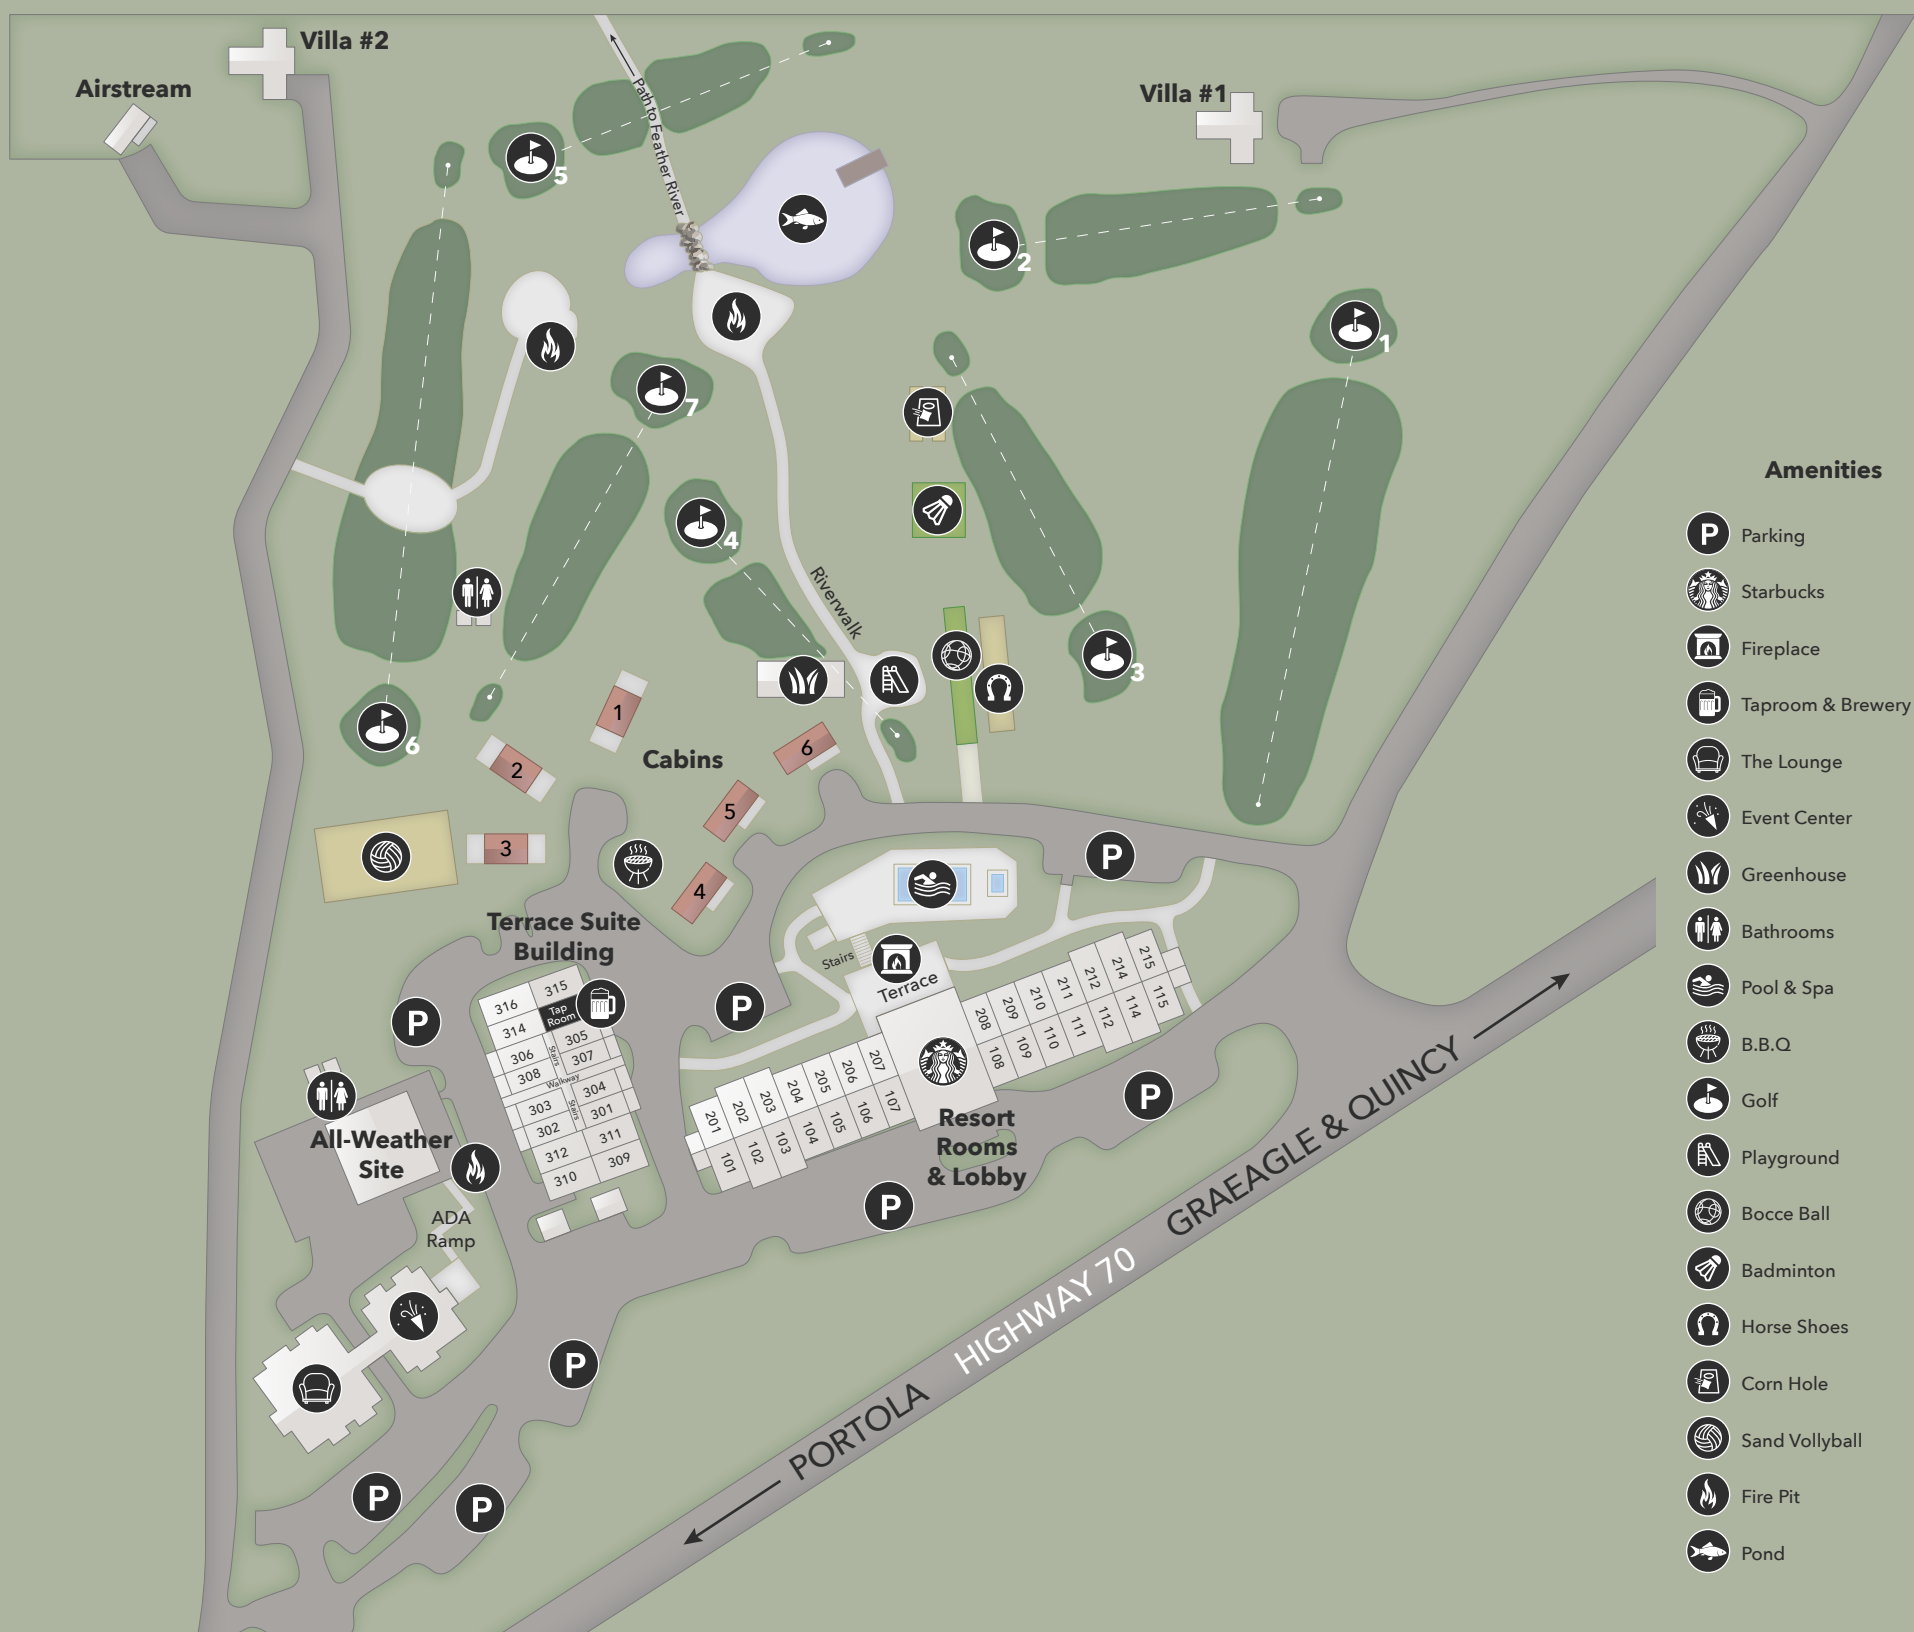 Villa #2
Airstream
Villa #1
Path to Feather River
5
2
1
7
4
3
6
Riverwalk
Cabins
1
2
3
4
5
6
Amenities
P Parking
Starbucks
Fireplace
Taproom & Brewery
The Lounge
Event Center
Greenhouse
Bathrooms
Pool & Spa
B.B.Q
Golf
Playground
Bocce Ball
Badminton
Horse Shoes
Corn Hole
Sand Vollyball
Fire Pit
Pond
P
Terrace Suite
Building
Stairs
Terrace
316
315
314
Tap
Room
306
Stairs
305
308
307
Walkway
303
Stairs
304
302
301
312
311
310
309
P
P
201
202
203
204
205
206
207
208
209
210
211
212
214
215
101
102
103
104
105
106
107
108
109
110
111
112
114
115
Resort
Rooms
& Lobby
P
P
All-Weather
Site
ADA
Ramp
P
P
P
PORTOLA
HIGHWAY 70
GRAEAGLE & QUINCY